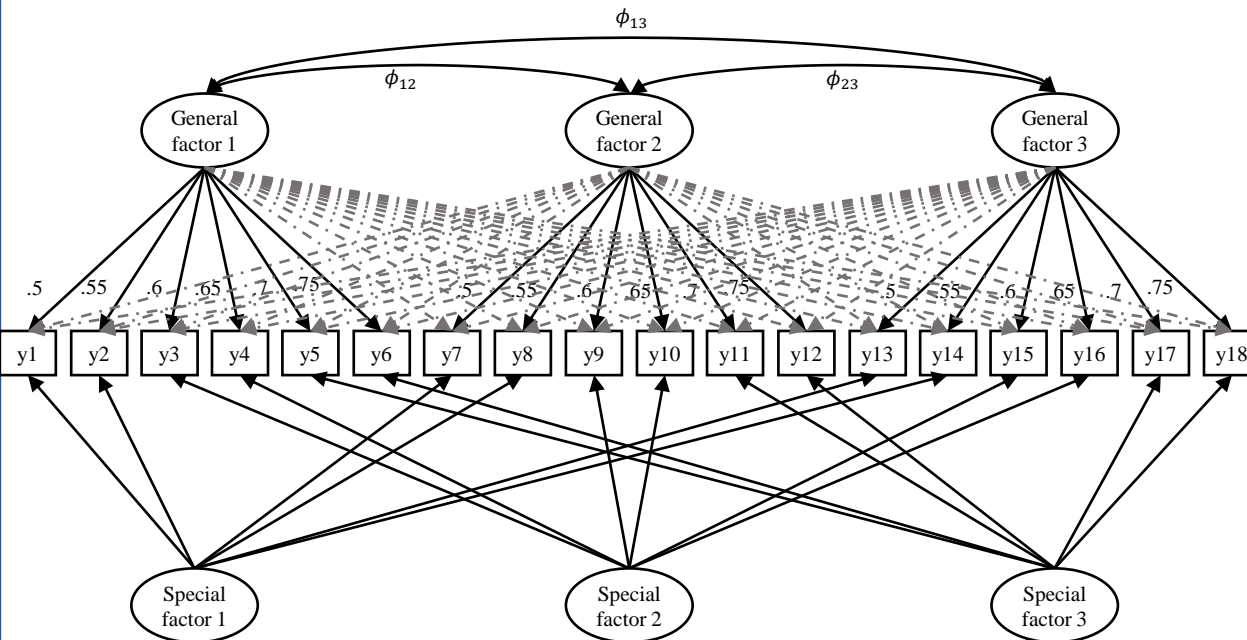 ϕ13
ϕ12
ϕ23
General
factor 1
General
factor 2
General
factor 3
.5 .55 .6 .65 .7 .75 .5 .55 .6 .65 .7 .75 .5 .55 .6 .65 .7 .75
y1 y2 y3 y4 y5 y6 y7 y8 y9 y10 y11 y12 y13 y14 y15 y16 y17 y18
Special
factor 1
Special
factor 2
Special
factor 3